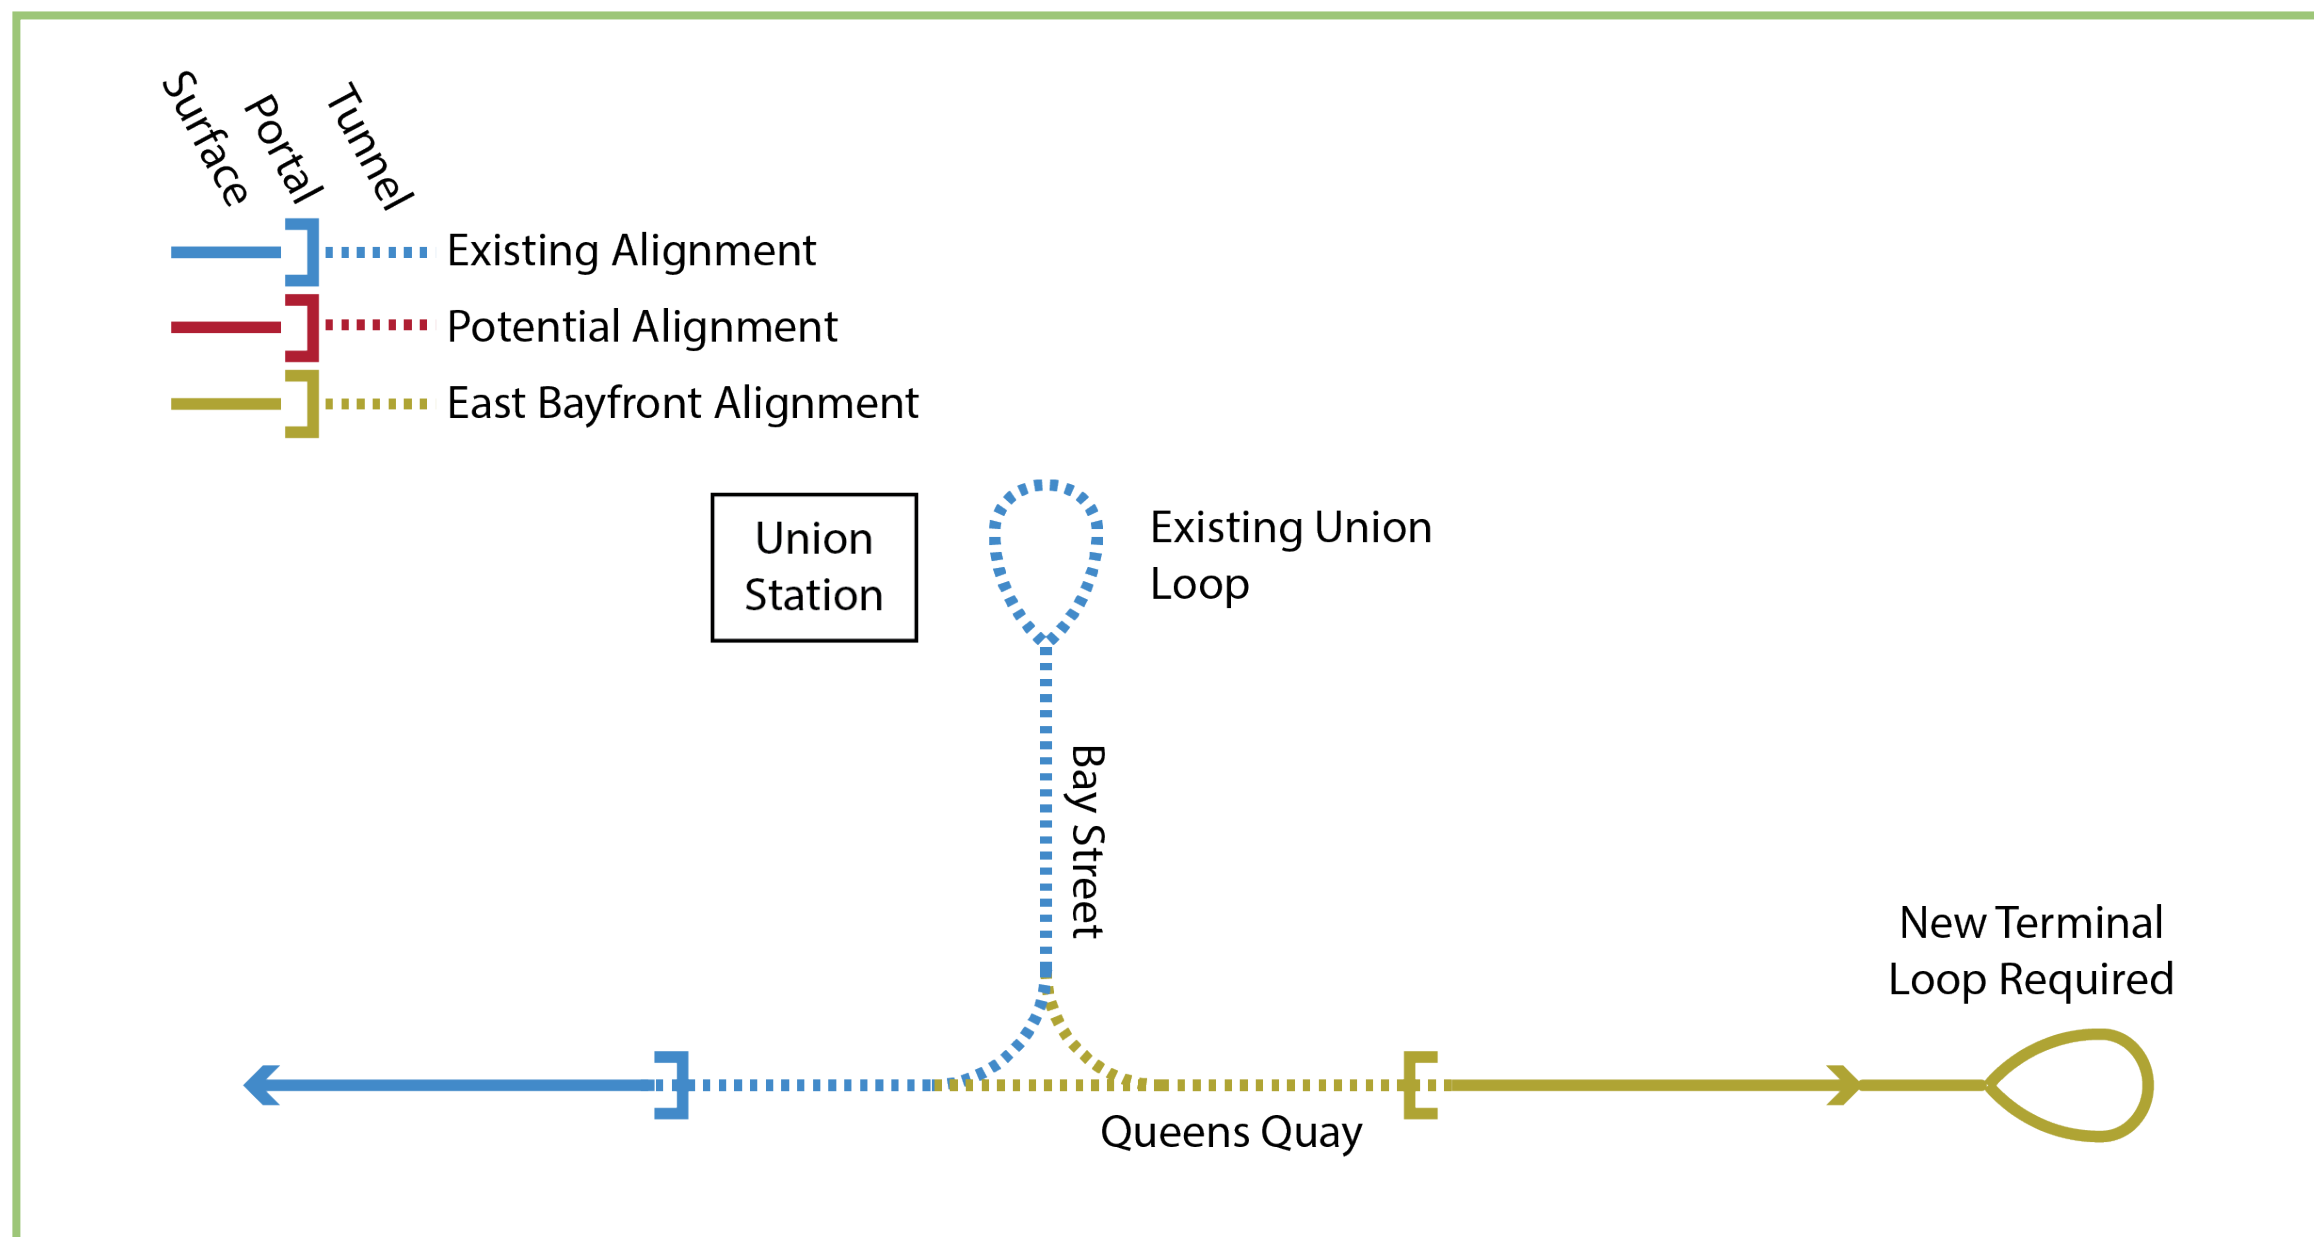 Surface
Portal
Tunnel
Existing Alignment
Potential Alignment
East Bayfront Alignment
Union
Station
Existing Union
Loop
Bay Street
New Terminal
Loop Required
Queens Quay